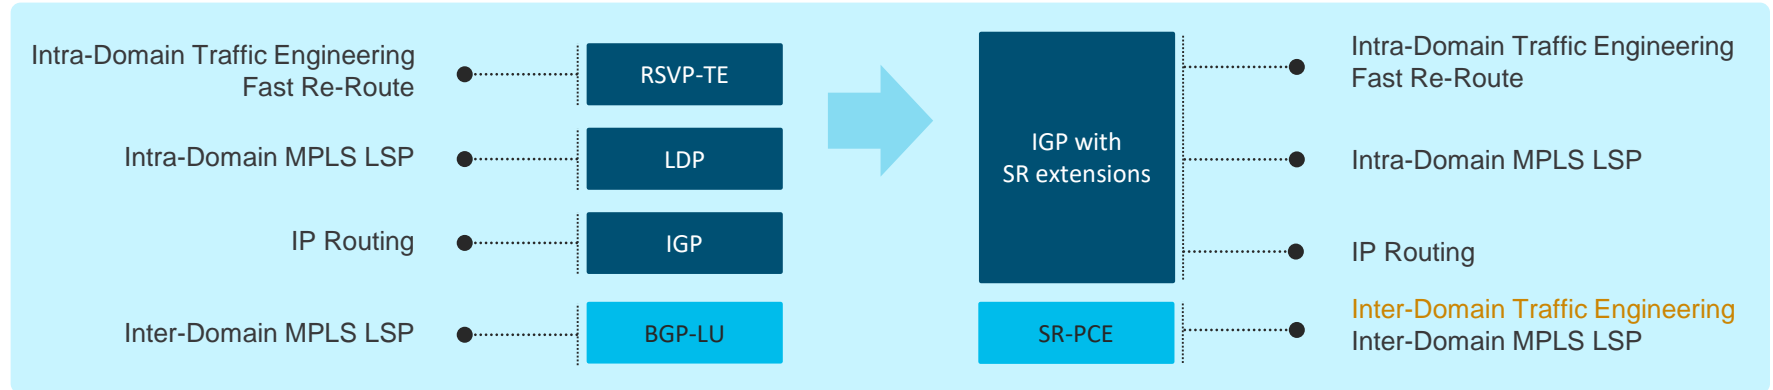 Intra-Domain Traffic Engineering
Fast Re-Route
RSVP-TE
Intra-Domain MPLS LSP
LDP
IP Routing
IGP
Inter-Domain MPLS LSP
BGP-LU
IGP with
SR extensions
SR-PCE
Intra-Domain Traffic Engineering
Fast Re-Route
Intra-Domain MPLS LSP
IP Routing
Inter-Domain Traffic Engineering
Inter-Domain MPLS LSP